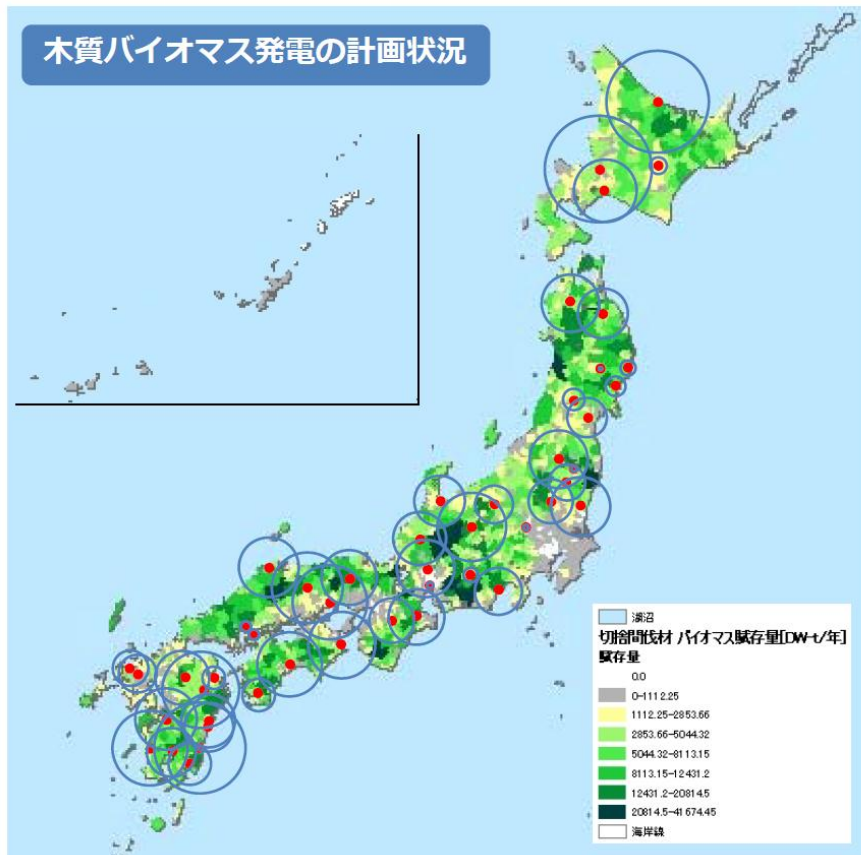 木質バイオマス発電の計画状況
湖沼
切捨間伐材 バイオマス賦存量[DW-t/年]
賦存量
0.0
0-1112.25
1112.25-2853.66
2853.66-5044.32
5044.32-8113.15
8113.15-12431.2
12431.2-20814.5
20814.5-41674.45
海岸線